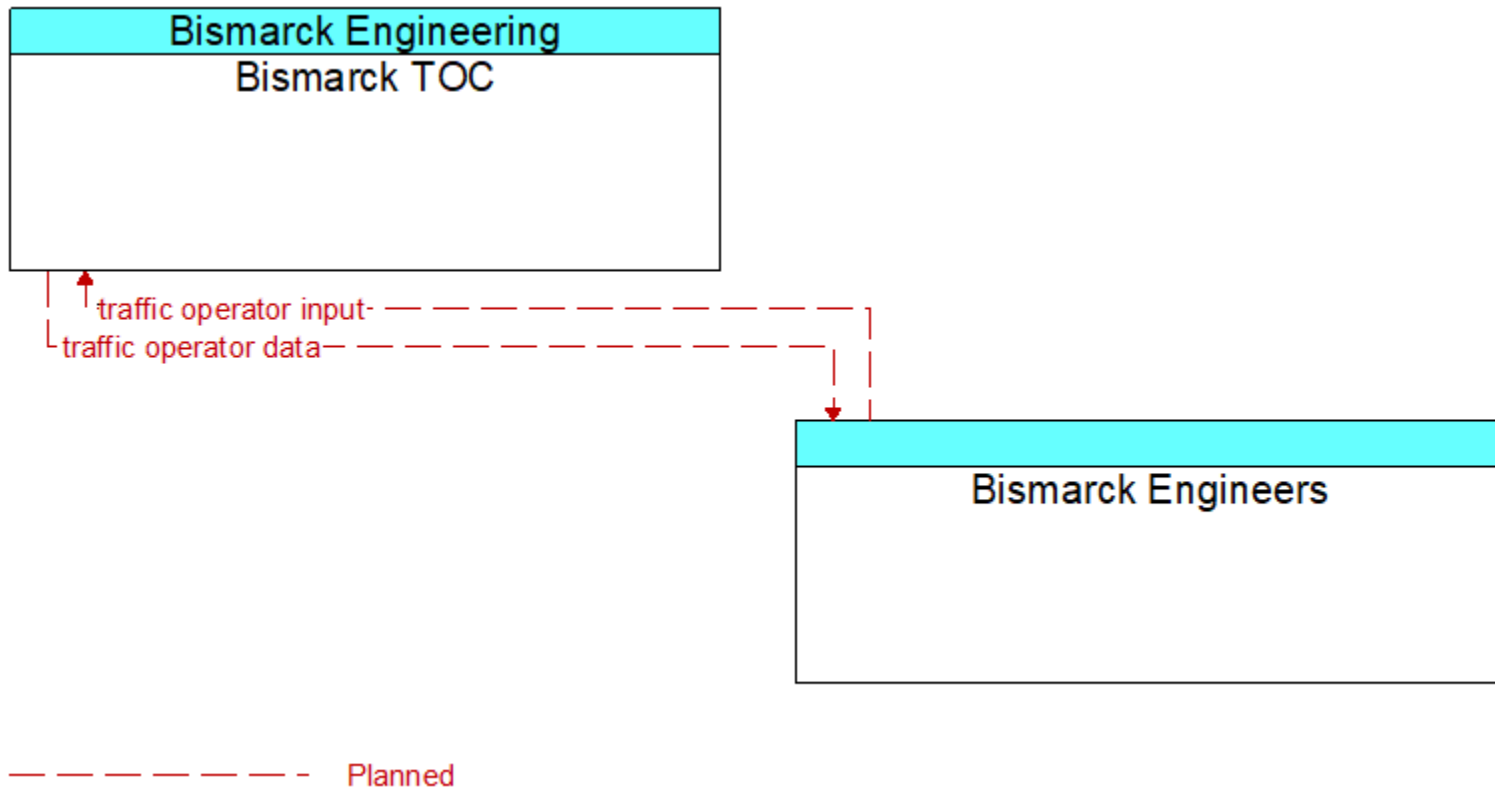 Bismarck Engineering
Bismarck TOC
traffic operator input
traffic operator data
Bismarck Engineers
Planned